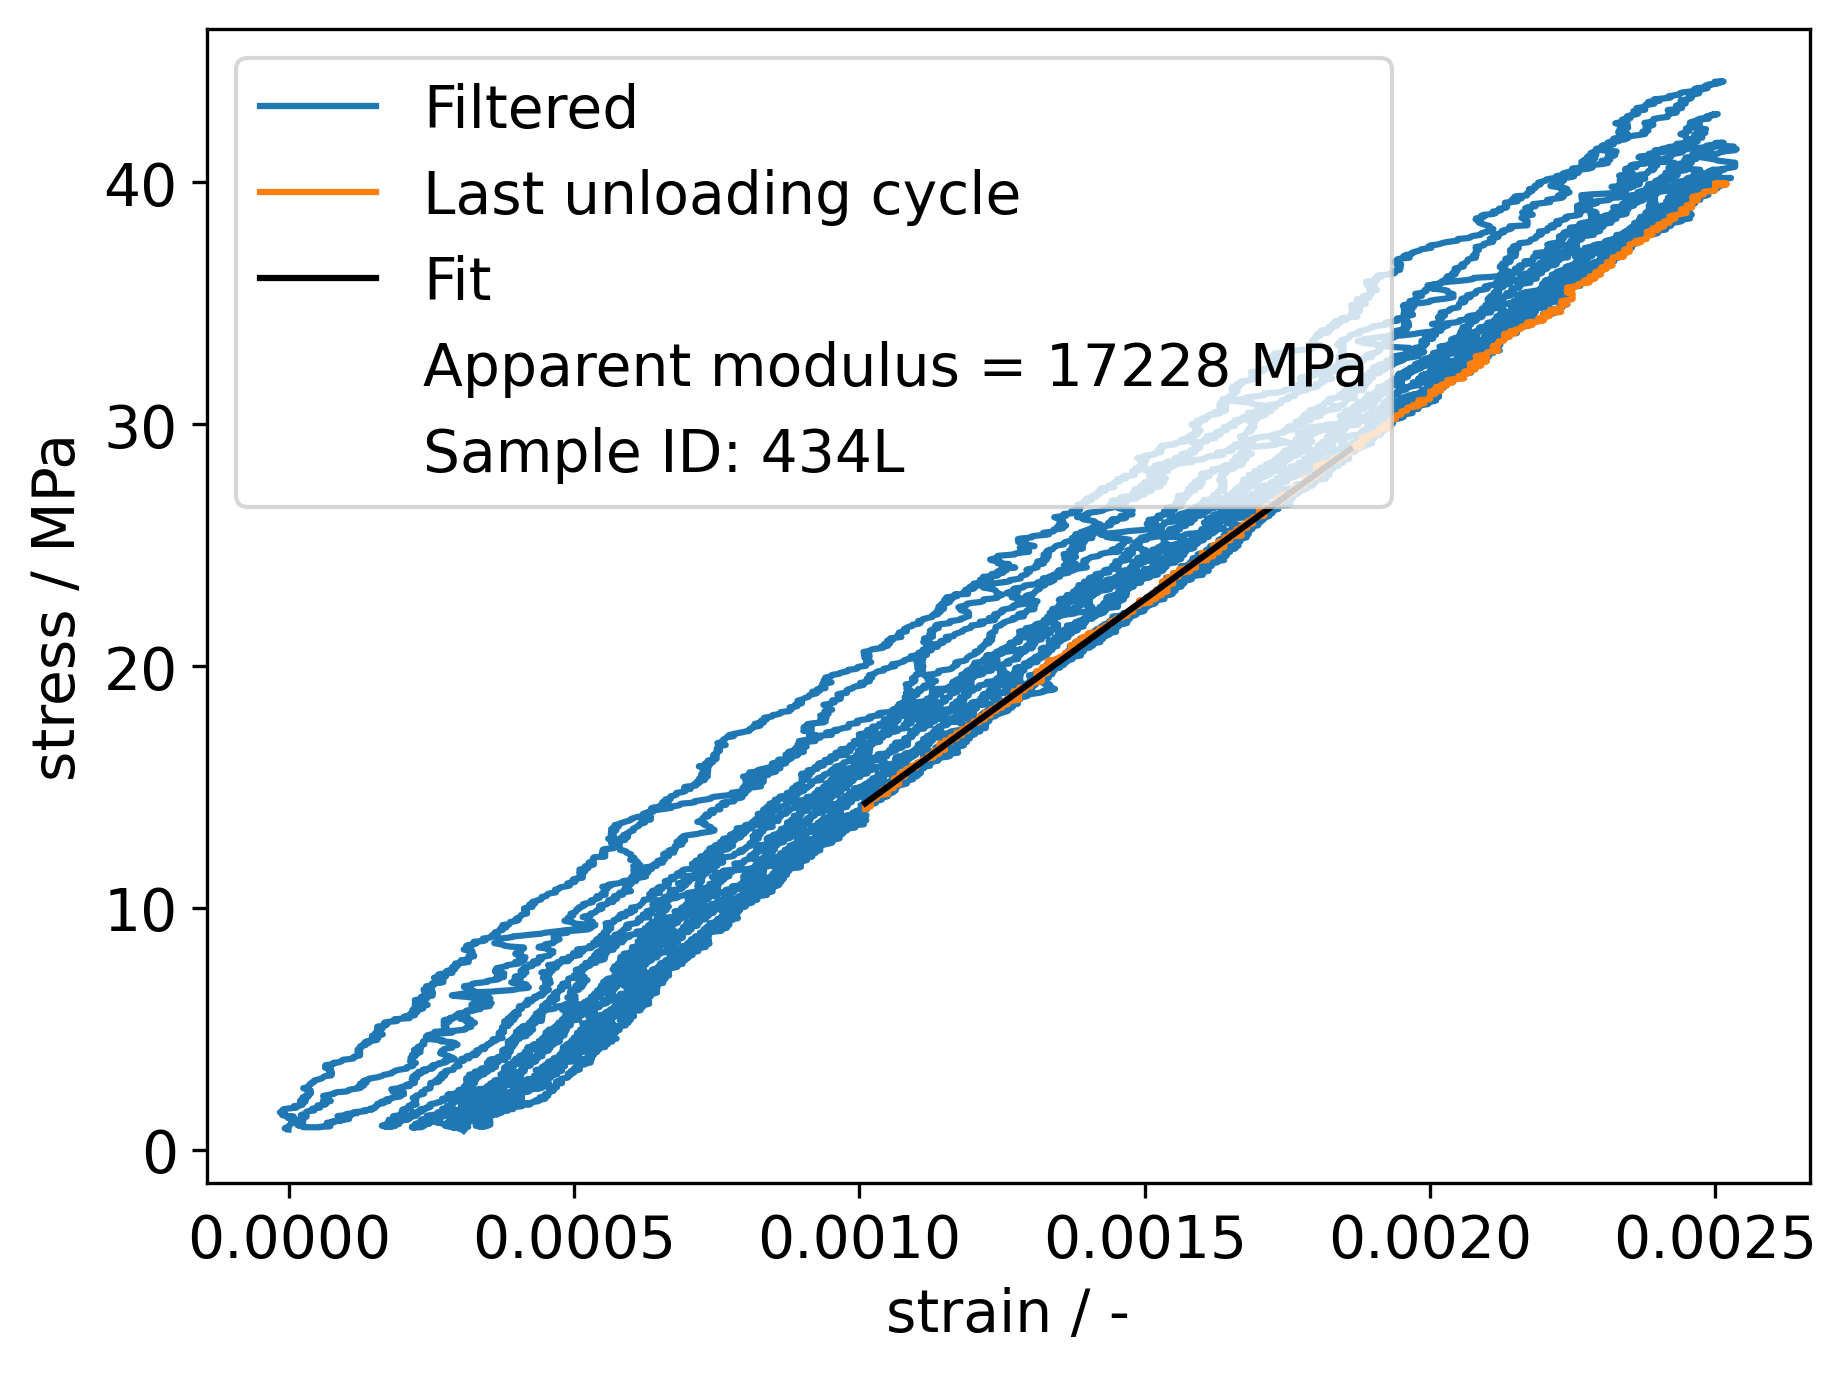 Filtered
Last unloading cycle
Fit
Apparent modulus = 17228 MPa
Sample ID: 434L
stress / MPa
40
30
20
10
0
0.0000 0.0005 0.0010 0.0015 0.0020 0.0025
strain / -